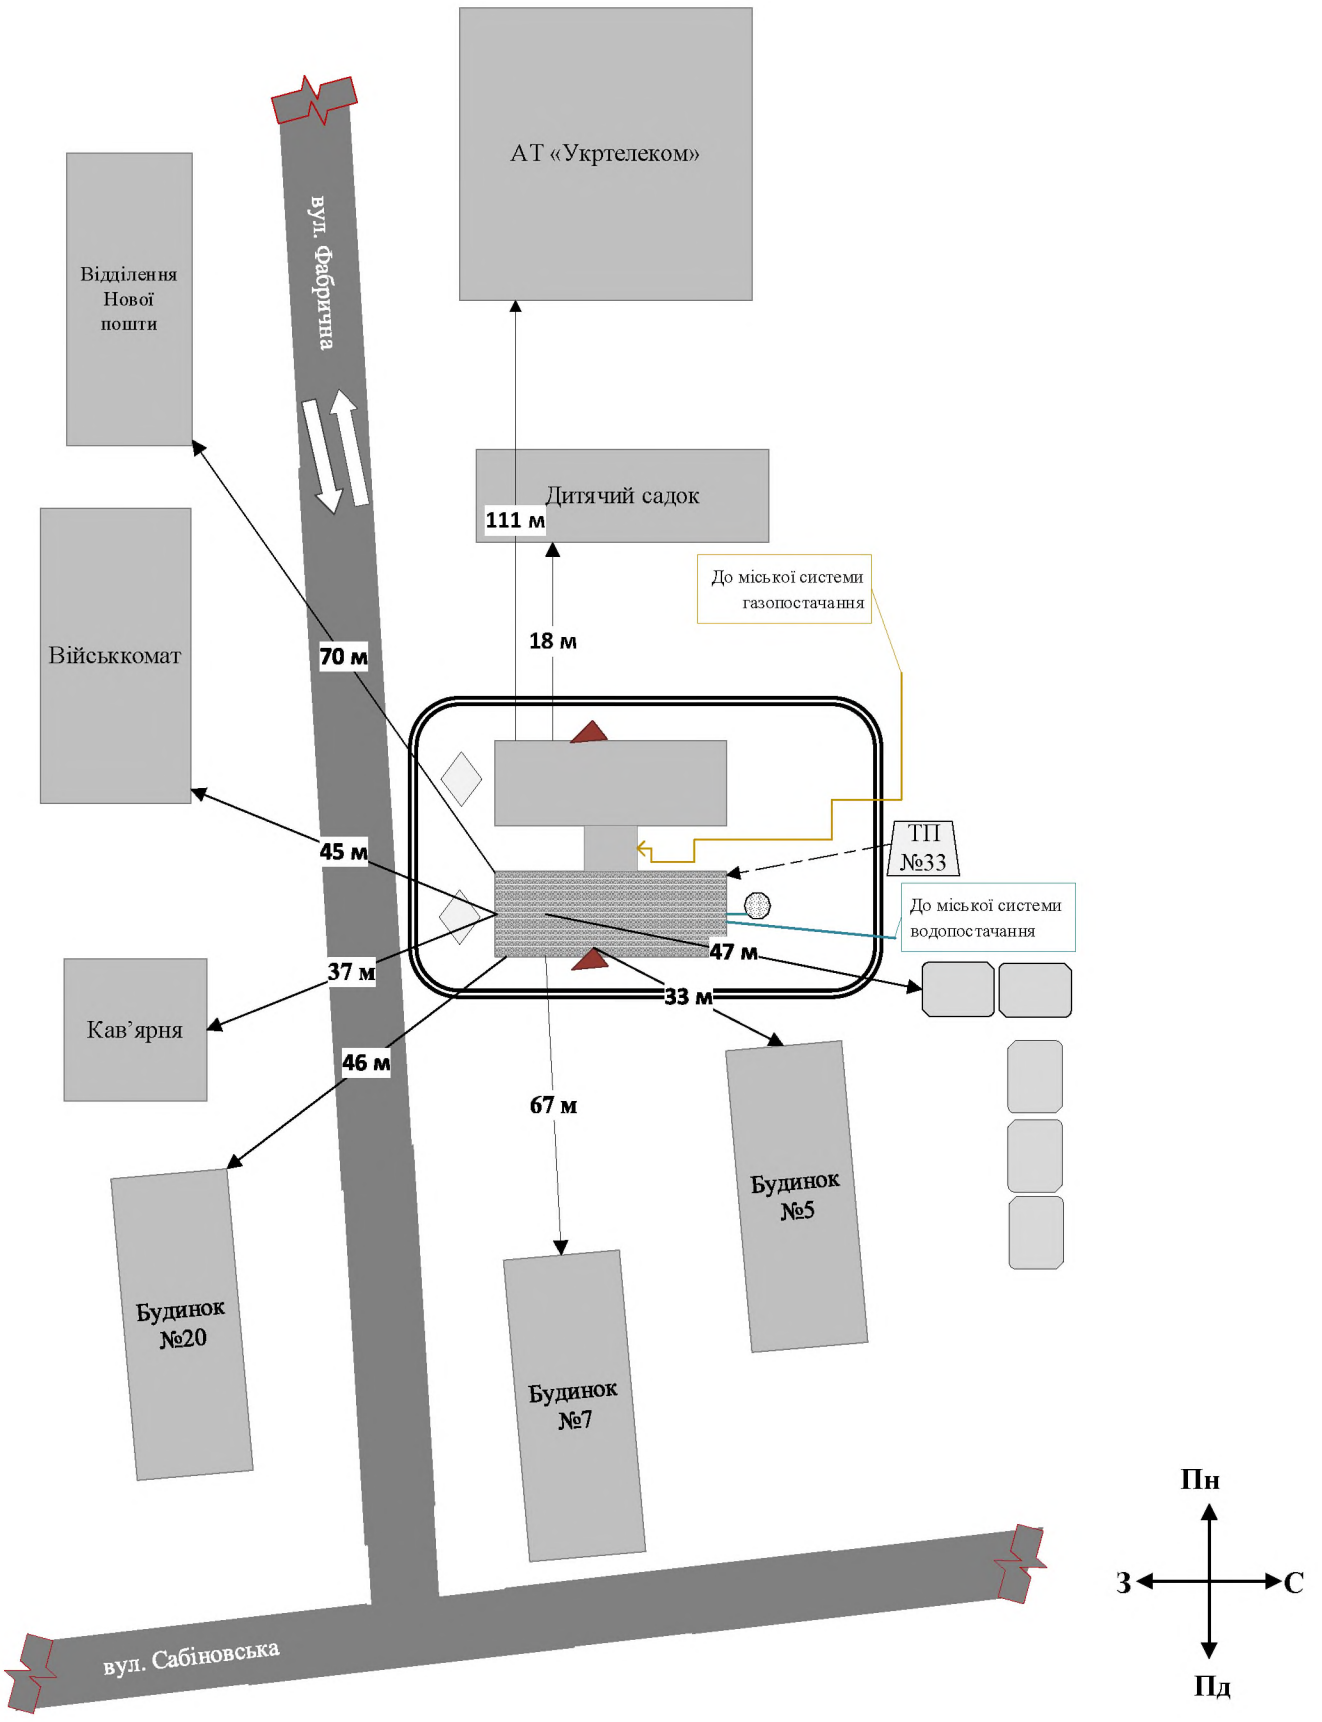 АТ «Укртелеком»
вул. Фабрична
Відділення
Нової
пошти
Дитячий садок
111 м
До міської системи
газопостачання
18 м
Військкомат
70 м
ТП
№33
45 м
До міської системи
водопостачання
47 м
37 м
33 м
Кав’ярня
46 м
67 м
Будинок
№5
Будинок
№20
Будинок
№7
Пн
З
С
Пд
вул. Сабіновська